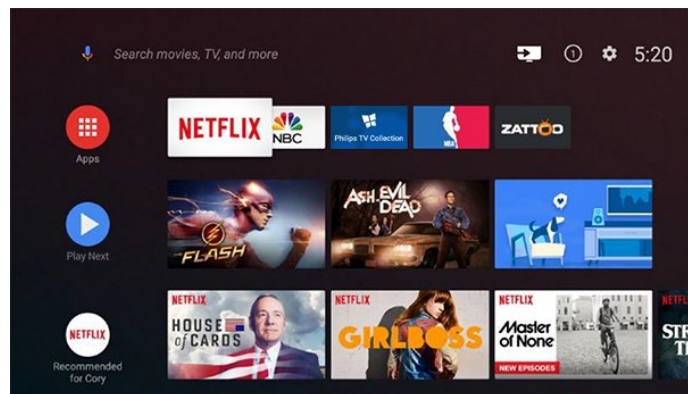 Search movies, TV, and more
1
5:20
Apps
NETFLIX
NBC
Philips TV Collection
NBA
ZATTOO
Play Next
THE FLASH
ASH VS EVIL DEAD
NETFLIX
Recommended
for Cory
NETFLIX
HOUSE
of CARDS
NETFLIX
GIRLBOSS
NETFLIX
Master
of None
NEW EPISODES